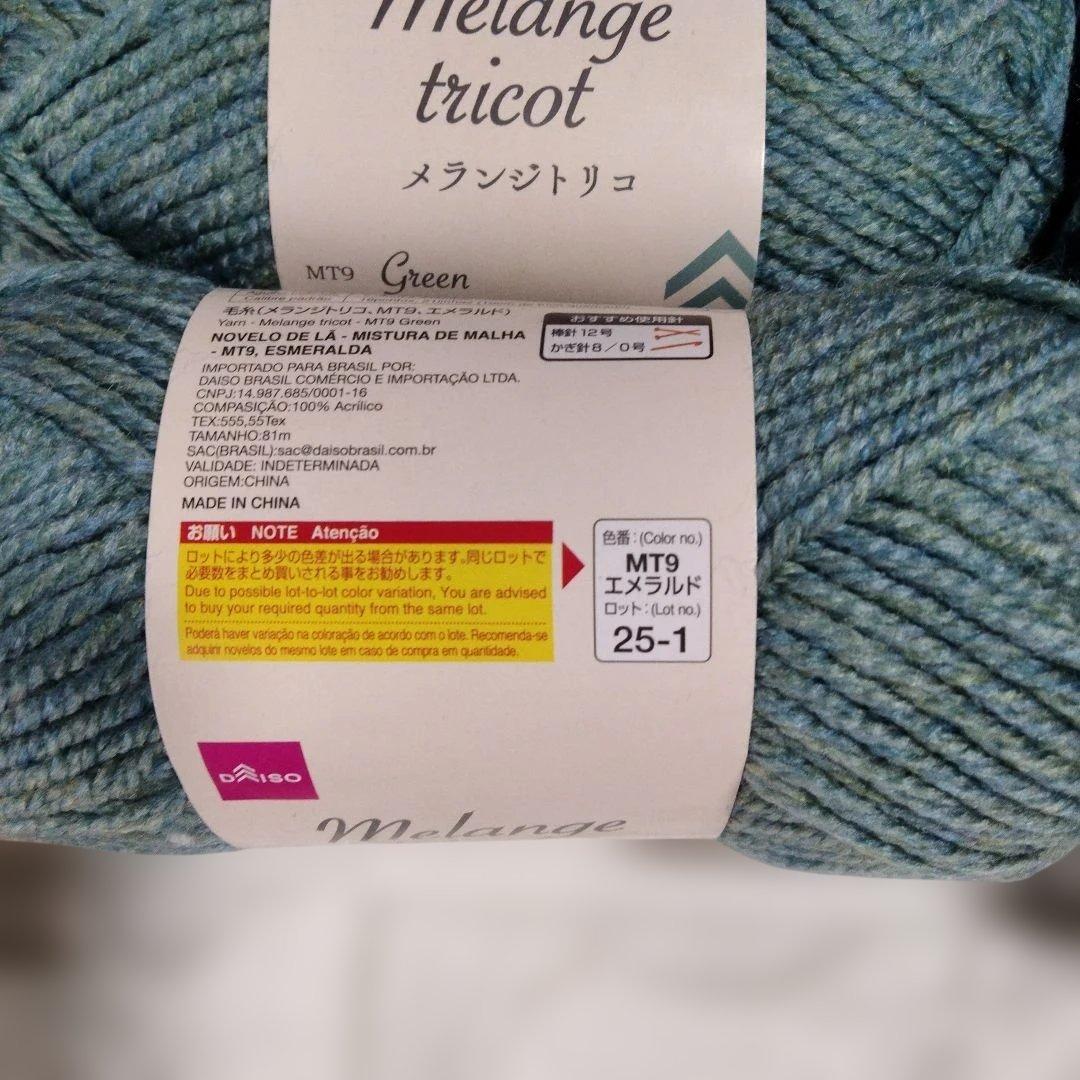 Melange
tricot
メランジトリコ
MT9 Green
毛糸(メランジトリコ、MT9、エメラルド)
Yarn - Melange tricot - MT9 Green
NOVELO DE LÃ - MISTURA DE MALHA
- MT9, ESMERALDA
IMPORTADO PARA BRASIL POR:
DAISO BRASIL COMÉRCIO E IMPORTAÇÃO LTDA.
CNPJ:14.987.685/0001-16
COMPASIÇÃO:100% Acrílico
TEX:555,55Tex
TAMANHO:81m
SAC(BRASIL):sac@daisobrasil.com.br
VALIDADE: INDETERMINADA
ORIGEM:CHINA
MADE IN CHINA
おすすめ使用針
棒針12号
かぎ針8/0号
お願い NOTE Atenção
ロットにより多少の色差が出る場合があります。同じロットで
必要数をまとめ買いされる事をお勧めします。
Due to possible lot-to-lot color variation, You are advised
to buy your required quantity from the same lot.
Poderá haver variação na coloração de acordo com o lote. Recomenda-se
adquirir novelos do mesmo lote em caso de compra em quantidade.
色番:(Color no.)
MT9
エメラルド
ロット:(Lot no.)
25-1
DAISO
Melange